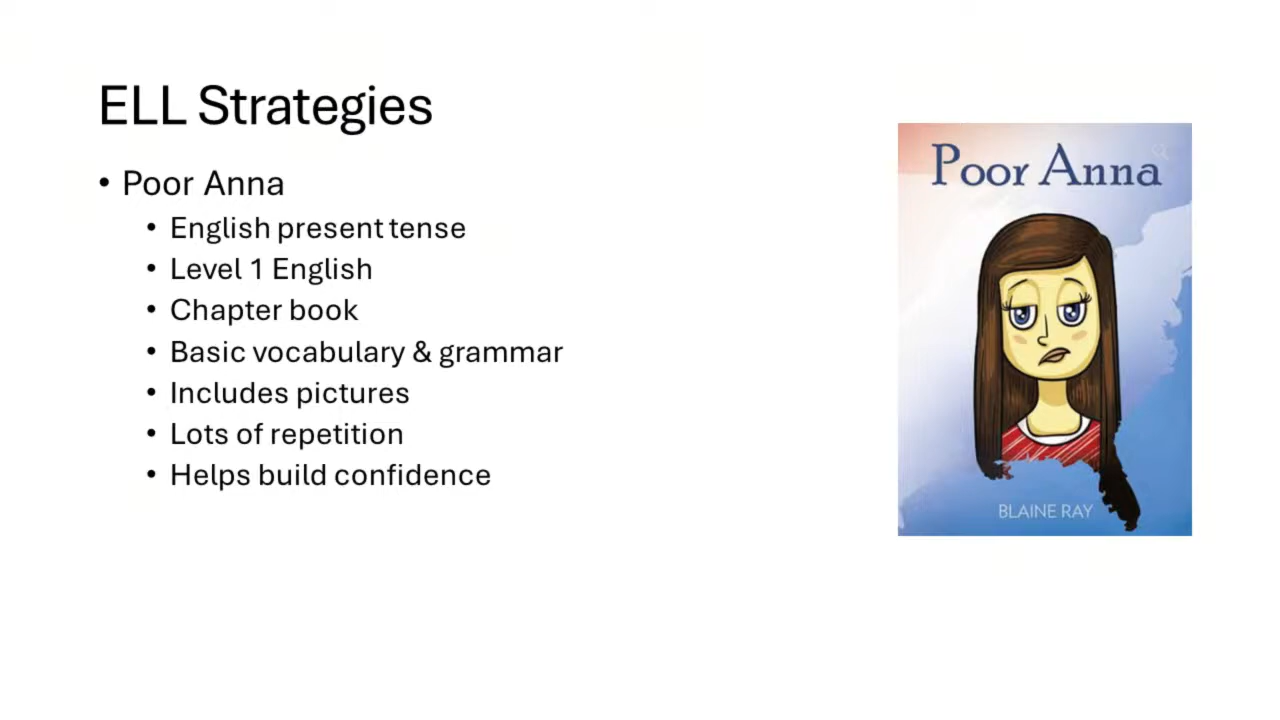 ELL Strategies
• Poor Anna
• English present tense
• Level 1 English
• Chapter book
• Basic vocabulary & grammar
• Includes pictures
• Lots of repetition
• Helps build confidence
Poor Anna
BLAINE RAY